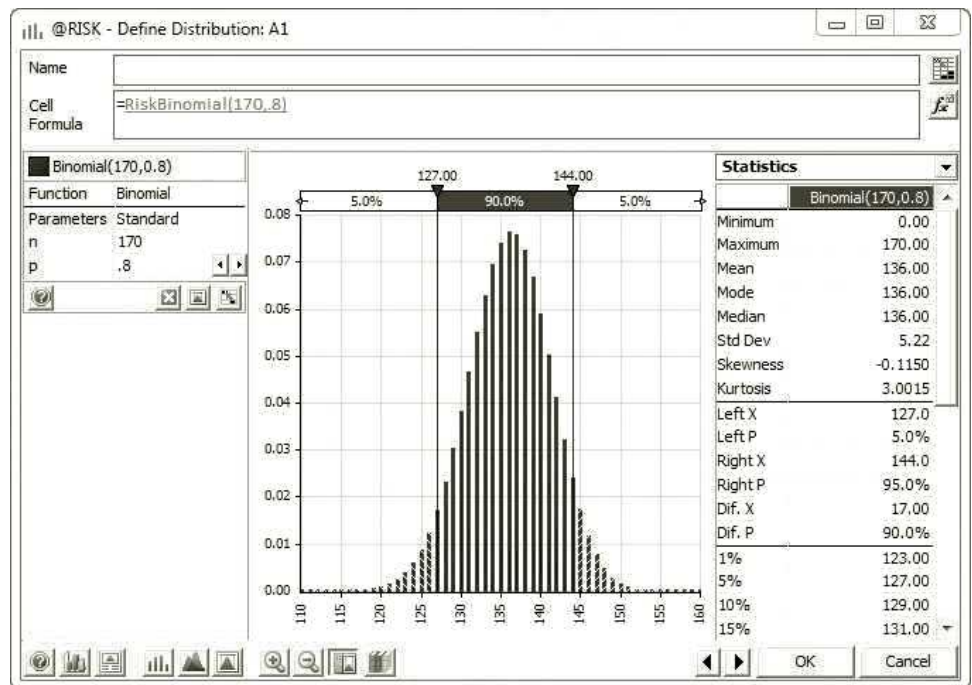 @RISK - Define Distribution: A1
Name
Cell Formula
=RiskBinomial(170,.8)
Binomial(170,0.8)
Function Binomial
Parameters Standard
n 170
p .8
127.00 144.00
5.0% 90.0% 5.0%
0.08
0.07
0.06
0.05
0.04
0.03
0.02
0.01
0.00
110 115 120 125 130 135 140 145 150 155 160
Statistics
Binomial(170,0.8)
Minimum 0.00
Maximum 170.00
Mean 136.00
Mode 136.00
Median 136.00
Std Dev 5.22
Skewness -0.1150
Kurtosis 3.0015
Left X 127.0
Left P 5.0%
Right X 144.0
Right P 95.0%
Dif. X 17.00
Dif. P 90.0%
1% 123.00
5% 127.00
10% 129.00
15% 131.00
OK Cancel